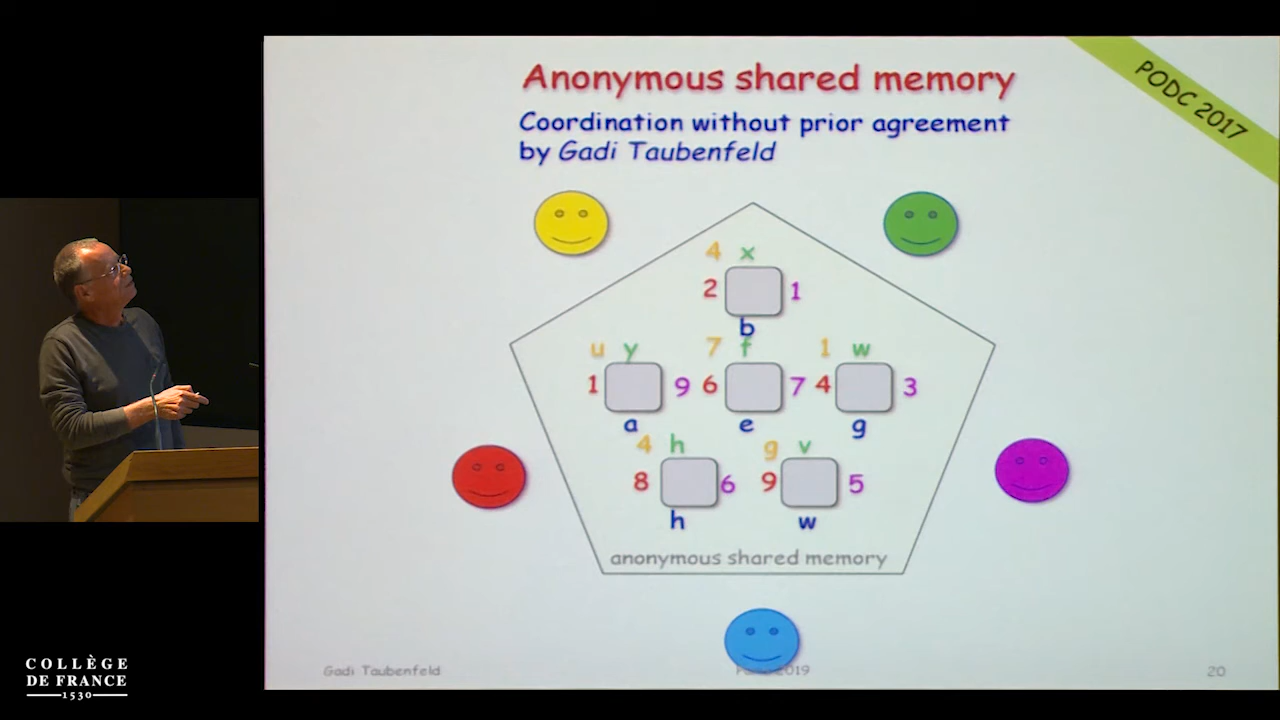 Anonymous shared memory
PODC 2017
Coordination without prior agreement
by Gadi Taubenfeld
4 x
2 1
b
u y 7 f 1 w
1 9 6 7 4 3
a e g
4 h g v
8 6 9 5
h w
anonymous shared memory
Gadi Taubenfeld 2019 20
COLLÈGE
DE FRANCE
1530